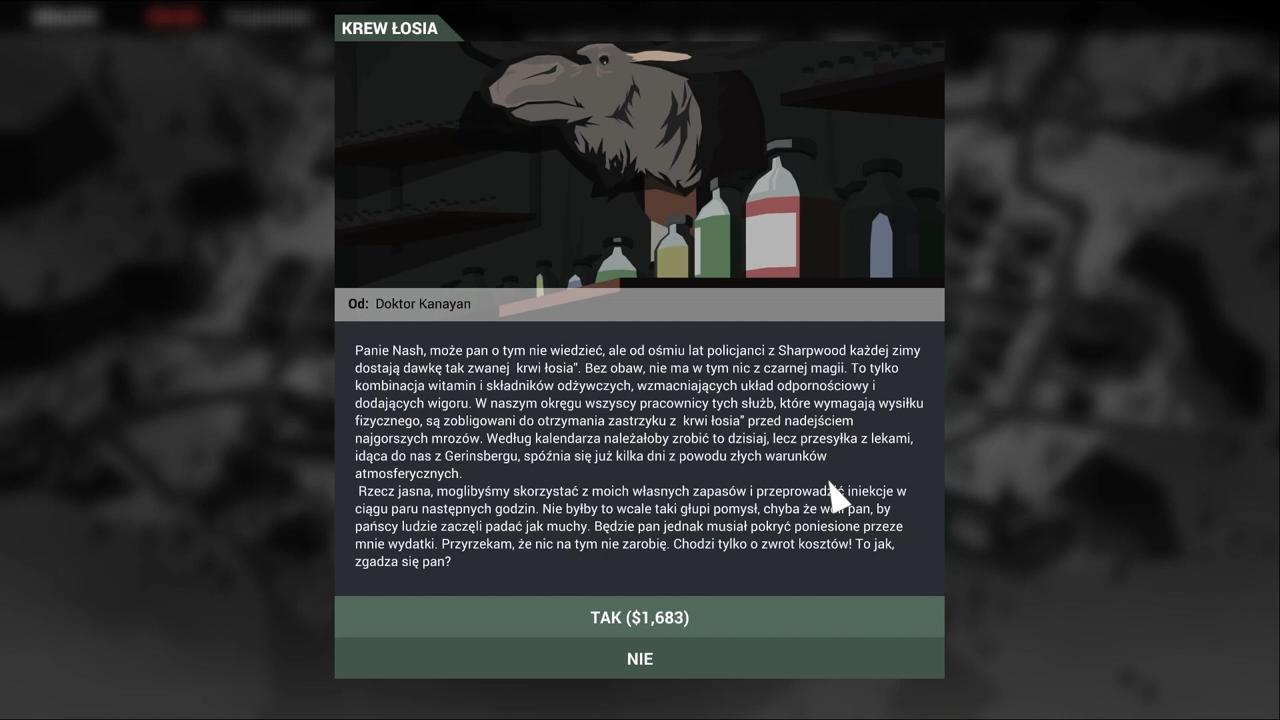 KREW ŁOSIA
Od: Doktor Kanayan
Panie Nash, może pan o tym nie wiedzieć, ale od ośmiu lat policjanci z Sharpwood każdej zimy
dostają dawkę tak zwanej  krwi łosia". Bez obaw, nie ma w tym nic z czarnej magii. To tylko
kombinacja witamin i składników odżywczych, wzmacniających układ odpornościowy i
dodających wigoru. W naszym okręgu wszyscy pracownicy tych służb, które wymagają wysiłku
fizycznego, są zobligowani do otrzymania zastrzyku z  krwi łosia" przed nadejściem
najgorszych mrozów. Według kalendarza należałoby zrobić to dzisiaj, lecz przesyłka z lekami,
idąca do nas z Gerinsbergu, spóźnia się już kilka dni z powodu złych warunków
atmosferycznych.
Rzecz jasna, moglibyśmy skorzystać z moich własnych zapasów i przeprowadzić iniekcje w
ciągu paru następnych godzin. Nie byłby to wcale taki głupi pomysł, chyba że woli pan, by
pańscy ludzie zaczęli padać jak muchy. Będzie pan jednak musiał pokryć poniesione przeze
mnie wydatki. Przyrzekam, że nic na tym nie zarobię. Chodzi tylko o zwrot kosztów! To jak,
zgadza się pan?
TAK ($1,683)
NIE